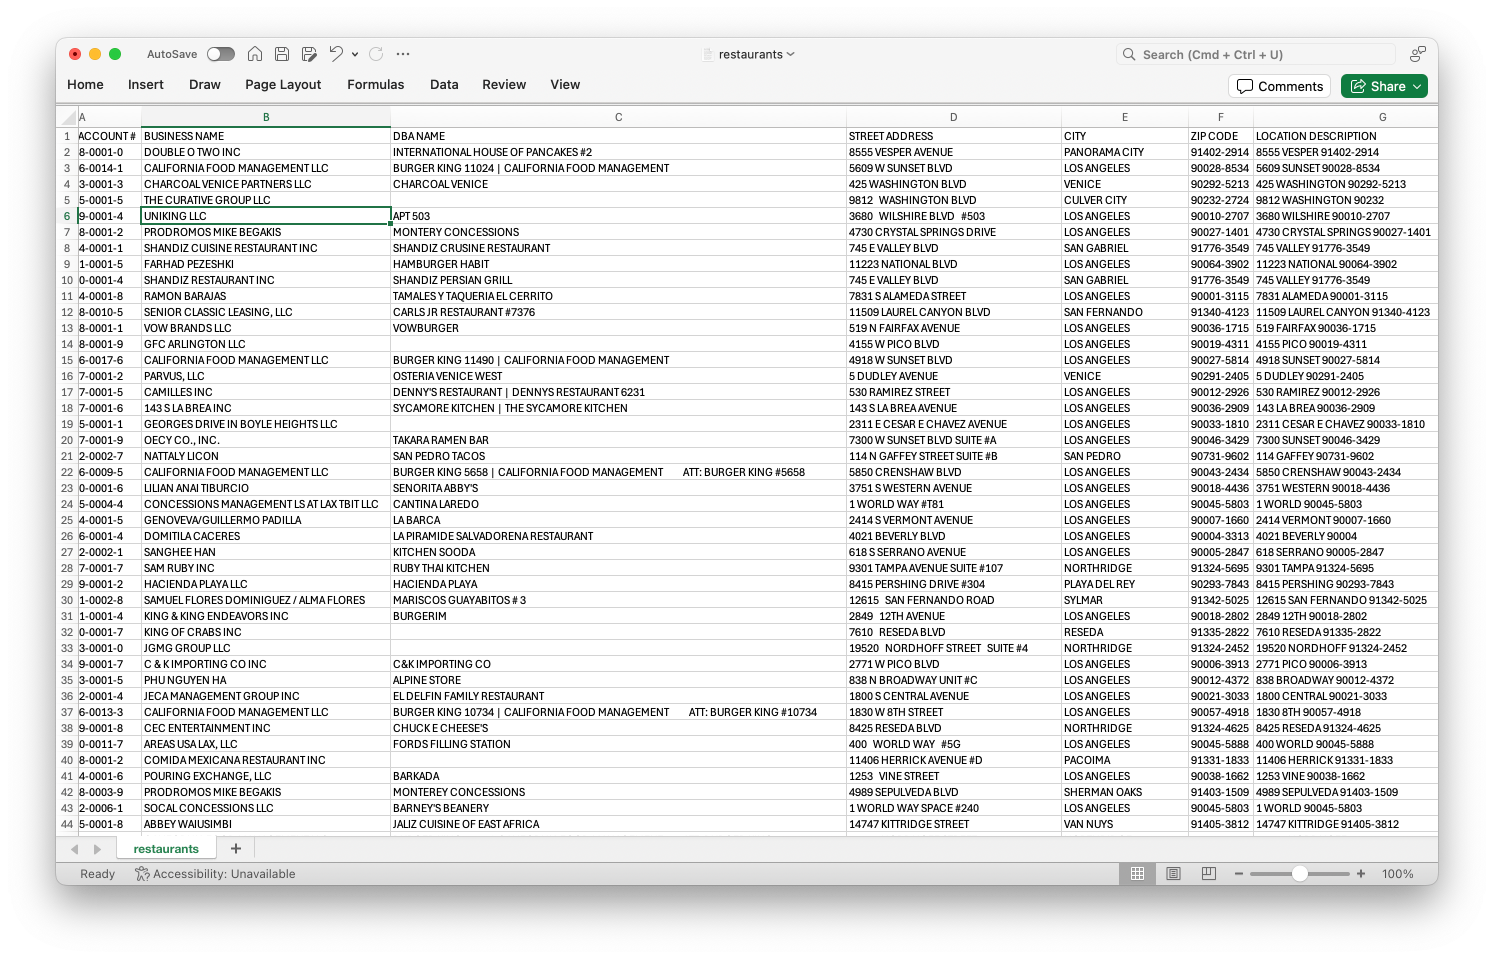 AutoSave restaurants Search (Cmd + Ctrl + U)
Home Insert Draw Page Layout Formulas Data Review View Comments Share
A B C D E F G
1 ACCOUNT # BUSINESS NAME DBA NAME STREET ADDRESS CITY ZIP CODE LOCATION DESCRIPTION
2 8-0001-0 DOUBLE O TWO INC INTERNATIONAL HOUSE OF PANCAKES #2 8555 VESPER AVENUE PANORAMA CITY 91402-2914 8555 VESPER 91402-2914
3 6-0014-1 CALIFORNIA FOOD MANAGEMENT LLC BURGER KING 11024 | CALIFORNIA FOOD MANAGEMENT 5609 W SUNSET BLVD LOS ANGELES 90028-8534 5609 SUNSET 90028-8534
4 3-0001-3 CHARCOAL VENICE PARTNERS LLC CHARCOAL VENICE 425 WASHINGTON BLVD VENICE 90292-5213 425 WASHINGTON 90292-5213
5 5-0001-5 THE CURATIVE GROUP LLC 9812 WASHINGTON BLVD CULVER CITY 90232-2724 9812 WASHINGTON 90232
6 9-0001-4 UNIKING LLC APT 503 3680 WILSHIRE BLVD #503 LOS ANGELES 90010-2707 3680 WILSHIRE 90010-2707
7 8-0001-2 PRODROMOS MIKE BEGAKIS MONTERY CONCESSIONS 4730 CRYSTAL SPRINGS DRIVE LOS ANGELES 90027-1401 4730 CRYSTAL SPRINGS 90027-1401
8 4-0001-1 SHANDIZ CUISINE RESTAURANT INC SHANDIZ CRUSINE RESTAURANT 745 E VALLEY BLVD SAN GABRIEL 91776-3549 745 VALLEY 91776-3549
9 1-0001-5 FARHAD PEZESHKI HAMBURGER HABIT 11223 NATIONAL BLVD LOS ANGELES 90064-3902 11223 NATIONAL 90064-3902
10 0-0001-4 SHANDIZ RESTAURANT INC SHANDIZ PERSIAN GRILL 745 E VALLEY BLVD SAN GABRIEL 91776-3549 745 VALLEY 91776-3549
11 4-0001-8 RAMON BARAJAS TAMALES Y TAQUERIA EL CERRITO 7831 S ALAMEDA STREET LOS ANGELES 90001-3115 7831 ALAMEDA 90001-3115
12 8-0010-5 SENIOR CLASSIC LEASING, LLC CARLS JR RESTAURANT #7376 11509 LAUREL CANYON BLVD SAN FERNANDO 91340-4123 11509 LAUREL CANYON 91340-4123
13 8-0001-1 VOW BRANDS LLC VOWBURGER 519 N FAIRFAX AVENUE LOS ANGELES 90036-1715 519 FAIRFAX 90036-1715
14 8-0001-9 GFC ARLINGTON LLC 4155 W PICO BLVD LOS ANGELES 90019-4311 4155 PICO 90019-4311
15 6-0017-6 CALIFORNIA FOOD MANAGEMENT LLC BURGER KING 11490 | CALIFORNIA FOOD MANAGEMENT 4918 W SUNSET BLVD LOS ANGELES 90027-5814 4918 SUNSET 90027-5814
16 7-0001-2 PARVUS, LLC OSTERIA VENICE WEST 5 DUDLEY AVENUE VENICE 90291-2405 5 DUDLEY 90291-2405
17 7-0001-5 CAMILLES INC DENNY'S RESTAURANT | DENNYS RESTAURANT 6231 530 RAMIREZ STREET LOS ANGELES 90012-2926 530 RAMIREZ 90012-2926
18 7-0001-6 143 S LA BREA INC SYCAMORE KITCHEN | THE SYCAMORE KITCHEN 143 S LA BREA AVENUE LOS ANGELES 90036-2909 143 LA BREA 90036-2909
19 5-0001-1 GEORGES DRIVE IN BOYLE HEIGHTS LLC 2311 E CESAR E CHAVEZ AVENUE LOS ANGELES 90033-1810 2311 CESAR E CHAVEZ 90033-1810
20 7-0001-9 OECY CO., INC. TAKARA RAMEN BAR 7300 W SUNSET BLVD SUITE #A LOS ANGELES 90046-3429 7300 SUNSET 90046-3429
21 2-0002-7 NATTALY LICON SAN PEDRO TACOS 114 N GAFFEY STREET SUITE #B SAN PEDRO 90731-9602 114 GAFFEY 90731-9602
22 6-0009-5 CALIFORNIA FOOD MANAGEMENT LLC BURGER KING 5658 | CALIFORNIA FOOD MANAGEMENT ATT: BURGER KING #5658 5850 CRENSHAW BLVD LOS ANGELES 90043-2434 5850 CRENSHAW 90043-2434
23 0-0001-6 LILIAN ANAI TIBURCIO SENORITA ABBY'S 3751 S WESTERN AVENUE LOS ANGELES 90018-4436 3751 WESTERN 90018-4436
24 5-0004-4 CONCESSIONS MANAGEMENT LS AT LAX TBIT LLC CANTINA LAREDO 1 WORLD WAY #T81 LOS ANGELES 90045-5803 1 WORLD 90045-5803
25 4-0001-5 GENOVEVA/GUILLERMO PADILLA LA BARCA 2414 S VERMONT AVENUE LOS ANGELES 90007-1660 2414 VERMONT 90007-1660
26 6-0001-4 DOMITILA CACERES LA PIRAMIDE SALVADORENA RESTAURANT 4021 BEVERLY BLVD LOS ANGELES 90004-3313 4021 BEVERLY 90004
27 2-0002-1 SANGHEE HAN KITCHEN SOODA 618 S SERRANO AVENUE LOS ANGELES 90005-2847 618 SERRANO 90005-2847
28 7-0001-7 SAM RUBY INC RUBY THAI KITCHEN 9301 TAMPA AVENUE SUITE #107 NORTHRIDGE 91324-5695 9301 TAMPA 91324-5695
29 9-0001-2 HACIENDA PLAYA LLC HACIENDA PLAYA 8415 PERSHING DRIVE #304 PLAYA DEL REY 90293-7843 8415 PERSHING 90293-7843
30 1-0002-8 SAMUEL FLORES DOMINIGUEZ / ALMA FLORES MARISCOS GUAYABITOS # 3 12615 SAN FERNANDO ROAD SYLMAR 91342-5025 12615 SAN FERNANDO 91342-5025
31 1-0001-4 KING & KING ENDEAVORS INC BURGERIM 2849 12TH AVENUE LOS ANGELES 90018-2802 2849 12TH 90018-2802
32 0-0001-7 KING OF CRABS INC 7610 RESEDA BLVD RESEDA 91335-2822 7610 RESEDA 91335-2822
33 3-0001-0 JGMG GROUP LLC 19520 NORDHOFF STREET SUITE #4 NORTHRIDGE 91324-2452 19520 NORDHOFF 91324-2452
34 9-0001-7 C & K IMPORTING CO INC C&K IMPORTING CO 2771 W PICO BLVD LOS ANGELES 90006-3913 2771 PICO 90006-3913
35 3-0001-5 PHU NGUYEN HA ALPINE STORE 838 N BROADWAY UNIT #C LOS ANGELES 90012-4372 838 BROADWAY 90012-4372
36 2-0001-4 JECA MANAGEMENT GROUP INC EL DELFIN FAMILY RESTAURANT 1800 S CENTRAL AVENUE LOS ANGELES 90021-3033 1800 CENTRAL 90021-3033
37 6-0013-3 CALIFORNIA FOOD MANAGEMENT LLC BURGER KING 10734 | CALIFORNIA FOOD MANAGEMENT ATT: BURGER KING #10734 1830 W 8TH STREET LOS ANGELES 90057-4918 1830 8TH 90057-4918
38 9-0001-8 CEC ENTERTAINMENT INC CHUCK E CHEESE'S 8425 RESEDA BLVD NORTHRIDGE 91324-4625 8425 RESEDA 91324-4625
39 0-0011-7 AREAS USA LAX, LLC FORDS FILLING STATION 400 WORLD WAY #5G LOS ANGELES 90045-5888 400 WORLD 90045-5888
40 8-0001-2 COMIDA MEXICANA RESTAURANT INC 11406 HERRICK AVENUE #D PACOIMA 91331-1833 11406 HERRICK 91331-1833
41 4-0001-6 POURING EXCHANGE, LLC BARKADA 1253 VINE STREET LOS ANGELES 90038-1662 1253 VINE 90038-1662
42 8-0003-9 PRODROMOS MIKE BEGAKIS MONTEREY CONCESSIONS 4989 SEPULVEDA BLVD SHERMAN OAKS 91403-1509 4989 SEPULVEDA 91403-1509
43 2-0006-1 SOCAL CONCESSIONS LLC BARNEY'S BEANERY 1 WORLD WAY SPACE #240 LOS ANGELES 90045-5803 1 WORLD 90045-5803
44 5-0001-8 ABBEY WAIUSIMBI JALIZ CUISINE OF EAST AFRICA 14747 KITTRIDGE STREET VAN NUYS 91405-3812 14747 KITTRIDGE 91405-3812
restaurants
Ready Accessibility: Unavailable 100%